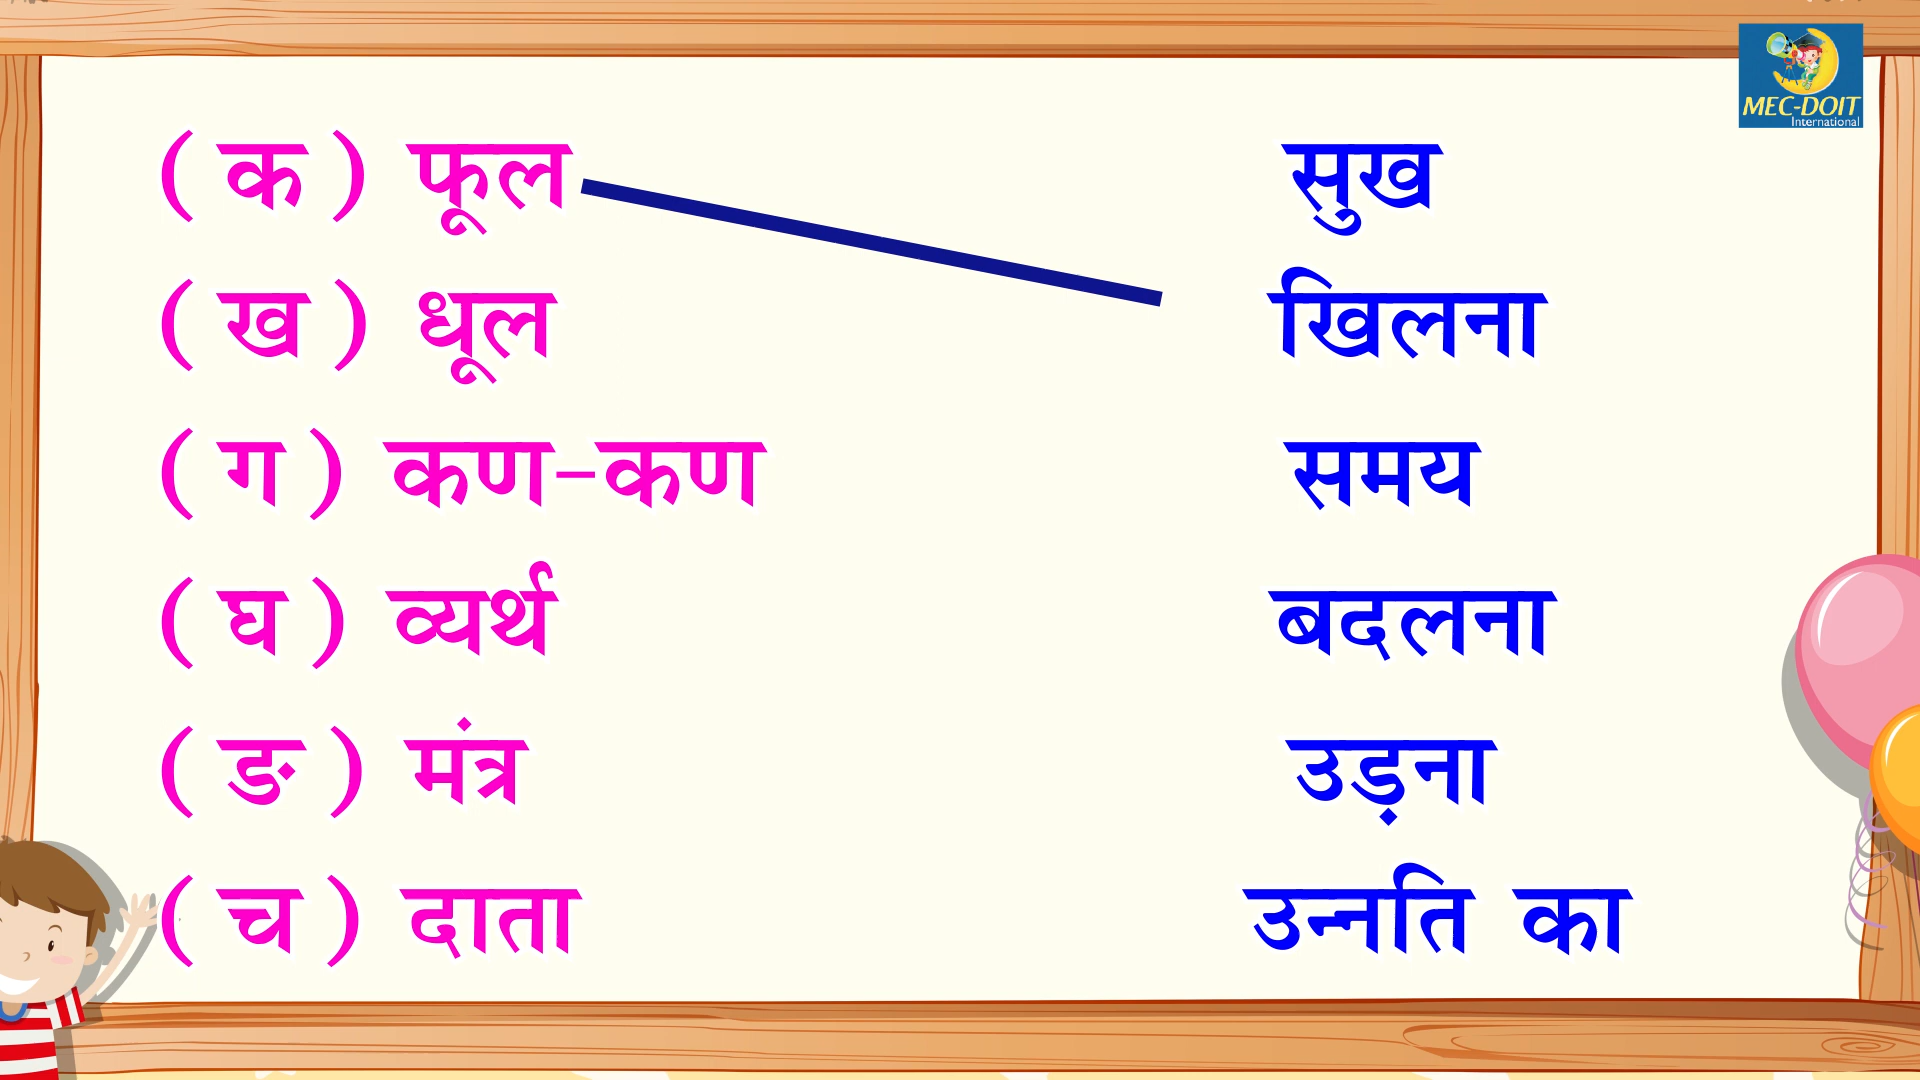 MEC-DOIT
International
( क ) फूल सुख
( ख ) धूल खिलना
( ग ) कण-कण समय
( घ ) व्यर्थ बदलना
( ङ ) मंत्र उड़ना
( च ) दाता उन्नति का